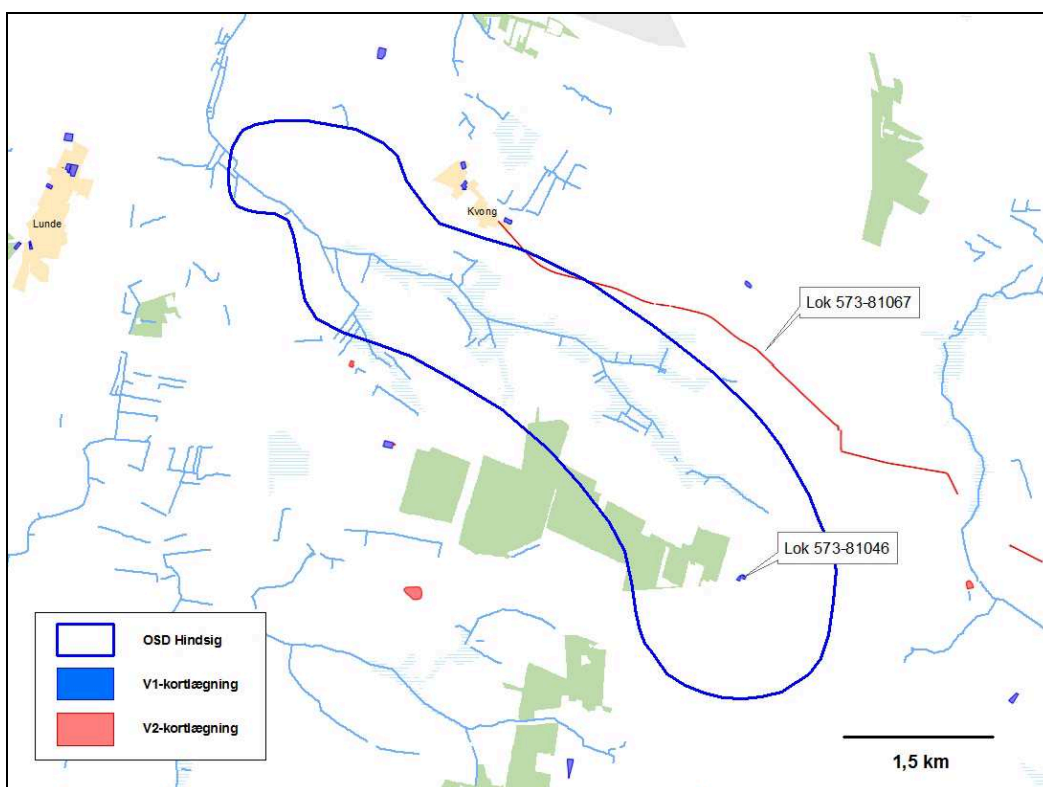 Lunde
Kvong
Lok 573-81067
Lok 573-81046
OSD Hindsig
V1-kortlægning
V2-kortlægning
1,5 km